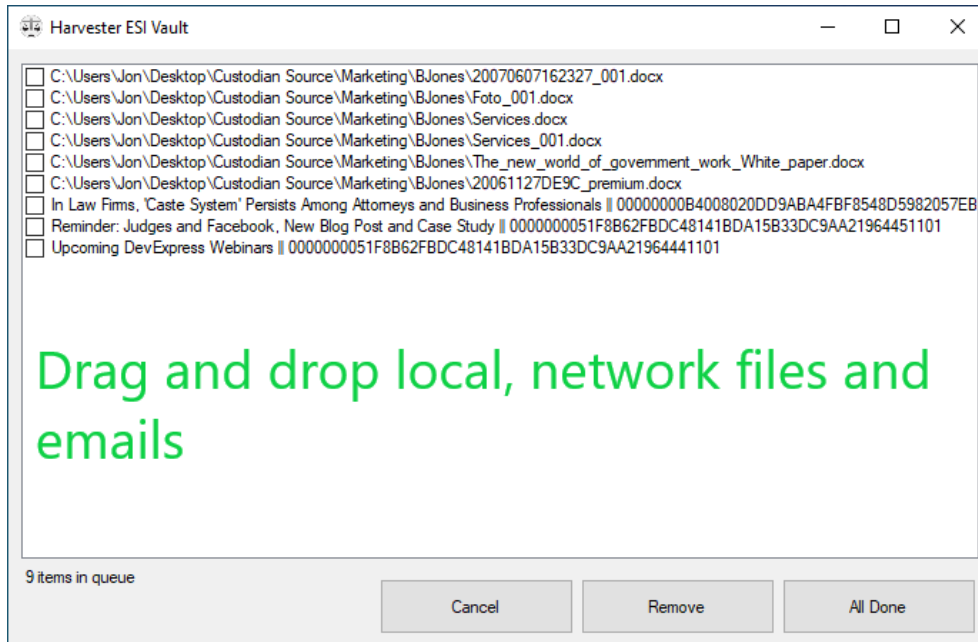 Harvester ESI Vault
C:\Users\Jon\Desktop\Custodian Source\Marketing\BJones\20070607162327_001.docx
C:\Users\Jon\Desktop\Custodian Source\Marketing\BJones\Foto_001.docx
C:\Users\Jon\Desktop\Custodian Source\Marketing\BJones\Services.docx
C:\Users\Jon\Desktop\Custodian Source\Marketing\BJones\Services_001.docx
C:\Users\Jon\Desktop\Custodian Source\Marketing\BJones\The_new_world_of_government_work_White_paper.docx
C:\Users\Jon\Desktop\Custodian Source\Marketing\BJones\20061127DE9C_premium.docx
In Law Firms, 'Caste System' Persists Among Attorneys and Business Professionals || 00000000B4008020DD9ABA4FBF8548D5982057EB
Reminder: Judges and Facebook, New Blog Post and Case Study || 0000000051F8B62FBDC48141BDA15B33DC9AA21964451101
Upcoming DevExpress Webinars || 0000000051F8B62FBDC48141BDA15B33DC9AA21964441101
Drag and drop local, network files and
emails
9 items in queue
Cancel Remove All Done